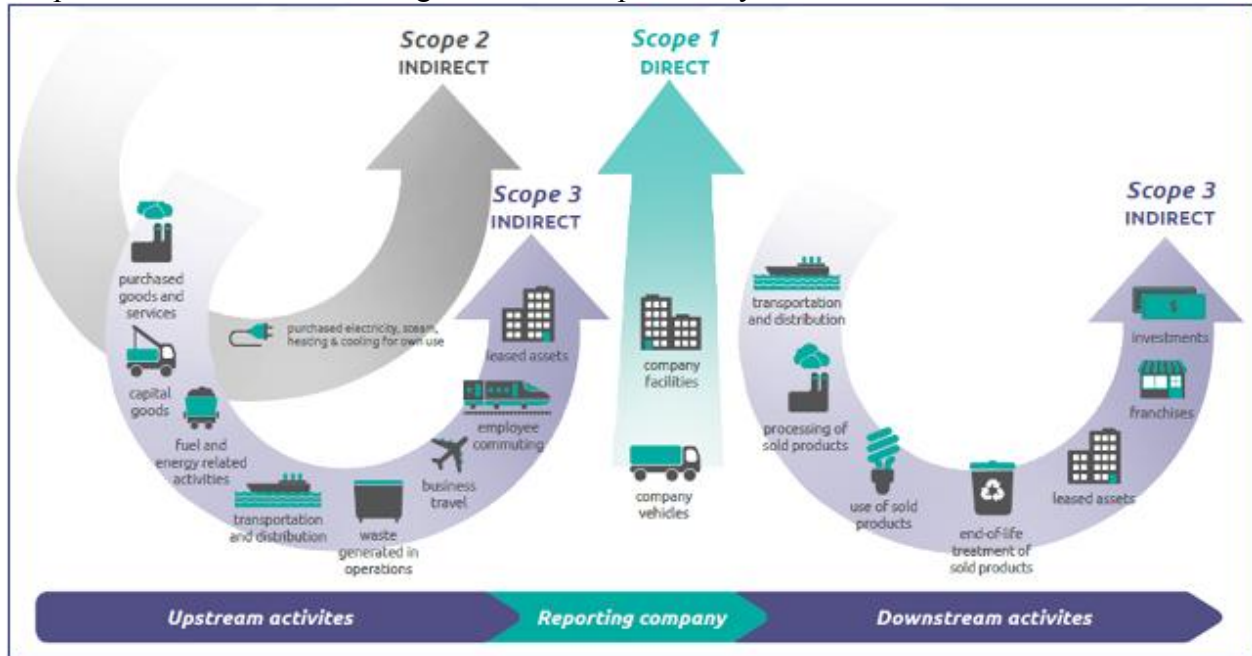 Scope 2
INDIRECT
Scope 1
DIRECT
Scope 3
INDIRECT
Scope 3
INDIRECT
purchased
goods and
services
capital
goods
fuel and
energy related
activities
transportation
and distribution
waste
generated in
operations
business
travel
employee
commuting
leased assets
purchased electricity, steam,
heating & cooling for own use
company
facilities
company
vehicles
transportation
and distribution
processing of
sold products
use of sold
products
end-of-life
treatment of
sold products
leased assets
franchises
investments
$
Upstream activites
Reporting company
Downstream activites